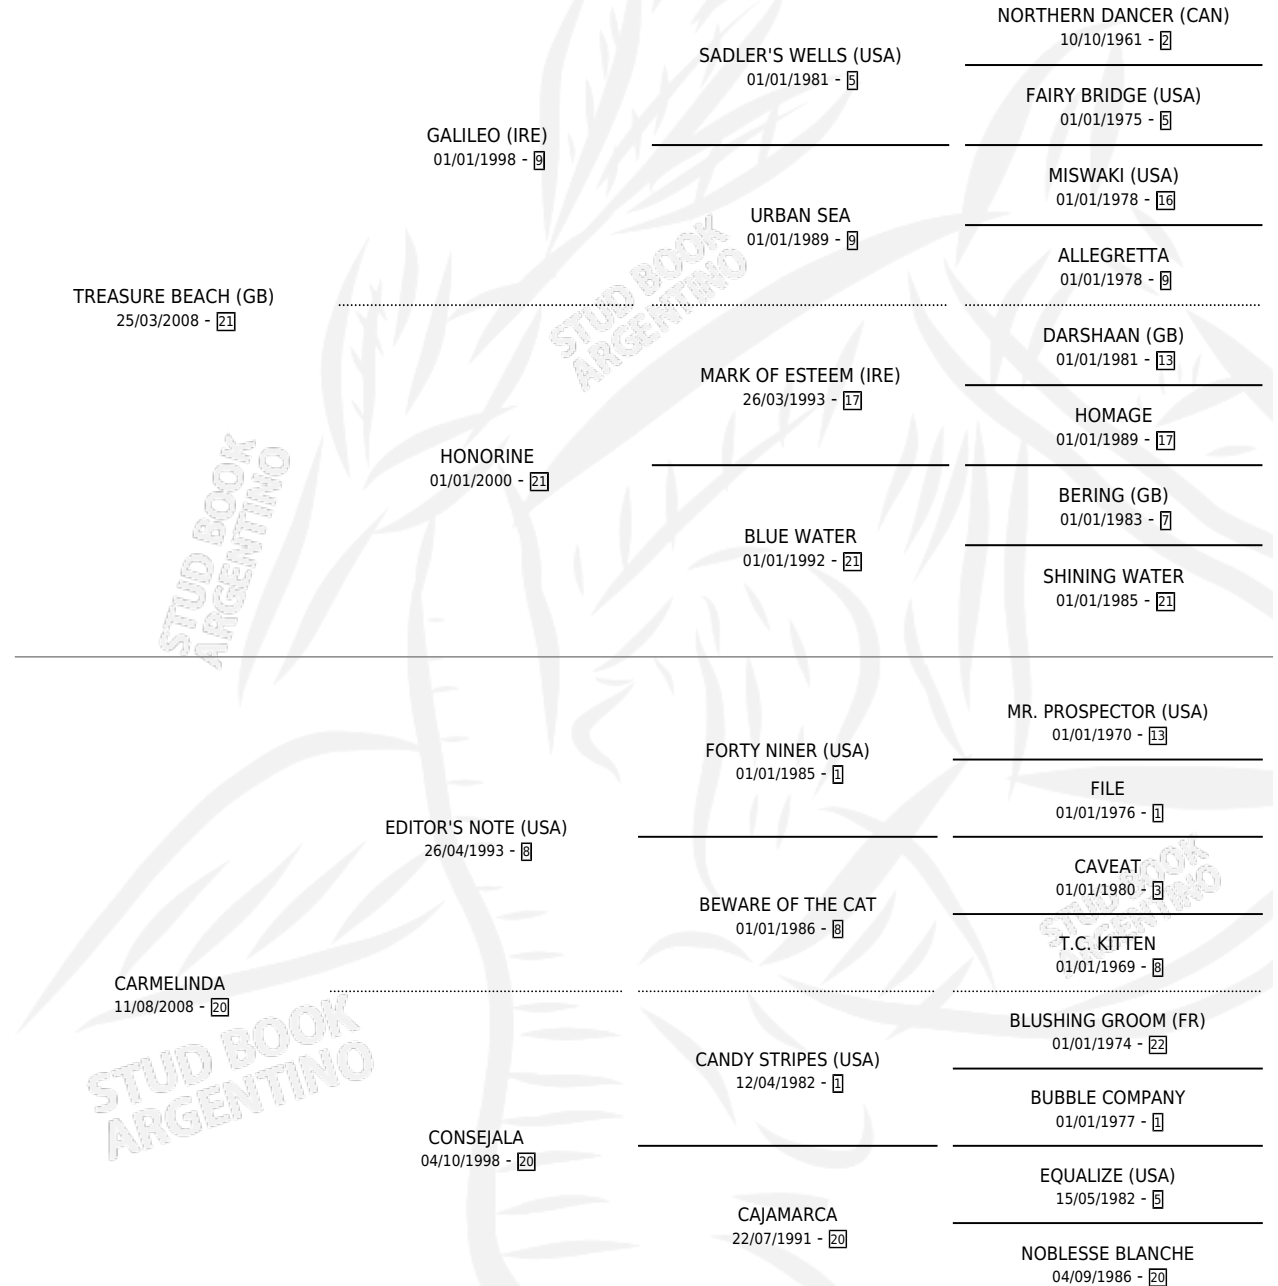 NORTHERN DANCER (CAN)
10/10/1961 - 2
SADLER'S WELLS (USA)
01/01/1981 - 5
FAIRY BRIDGE (USA)
01/01/1975 - 5
GALILEO (IRE)
01/01/1998 - 9
MISWAKI (USA)
01/01/1978 - 16
URBAN SEA
01/01/1989 - 9
ALLEGRETTA
01/01/1978 - 9
TREASURE BEACH (GB)
25/03/2008 - 21
DARSHAAN (GB)
01/01/1981 - 13
MARK OF ESTEEM (IRE)
26/03/1993 - 17
HOMAGE
01/01/1989 - 17
HONORINE
01/01/2000 - 21
BERING (GB)
01/01/1983 - 7
BLUE WATER
01/01/1992 - 21
SHINING WATER
01/01/1985 - 21
STUD BOOK
ARGENTINO
STUD BOOK
ARGENTINO
MR. PROSPECTOR (USA)
01/01/1970 - 13
FORTY NINER (USA)
01/01/1985 - 1
FILE
01/01/1976 - 1
EDITOR'S NOTE (USA)
26/04/1993 - 8
CAVEAT
01/01/1980 - 3
BEWARE OF THE CAT
01/01/1986 - 8
T.C. KITTEN
01/01/1969 - 8
STUD BOOK
ARGENTINO
CARMELINDA
11/08/2008 - 20
BLUSHING GROOM (FR)
01/01/1974 - 22
CANDY STRIPES (USA)
12/04/1982 - 1
BUBBLE COMPANY
01/01/1977 - 1
STUD BOOK
ARGENTINO
CONSEJALA
04/10/1998 - 20
EQUALIZE (USA)
15/05/1982 - 5
CAJAMARCA
22/07/1991 - 20
NOBLESSE BLANCHE
04/09/1986 - 20